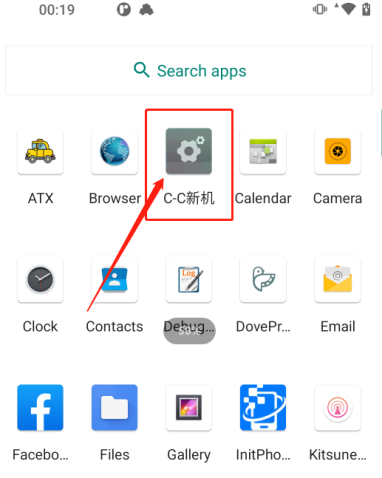 00:19
Search apps
ATX
Browser
C-C新机
Calendar
Camera
Clock
Contacts
Log
Debug...
DovePr...
Email
50%
Facebo...
Files
Gallery
InitPho...
Kitsune...